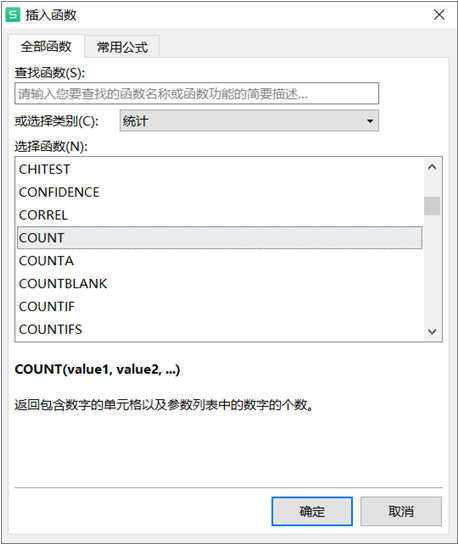 S 插入函数
全部函数 常用公式
查找函数(S):
请输入您要查找的函数名称或函数功能的简要描述...
或选择类别(C): 统计
选择函数(N):
CHITEST
CONFIDENCE
CORREL
COUNT
COUNTA
COUNTBLANK
COUNTIF
COUNTIFS
COUNT(value1, value2, ...)
返回包含数字的单元格以及参数列表中的数字的个数。
确定 取消